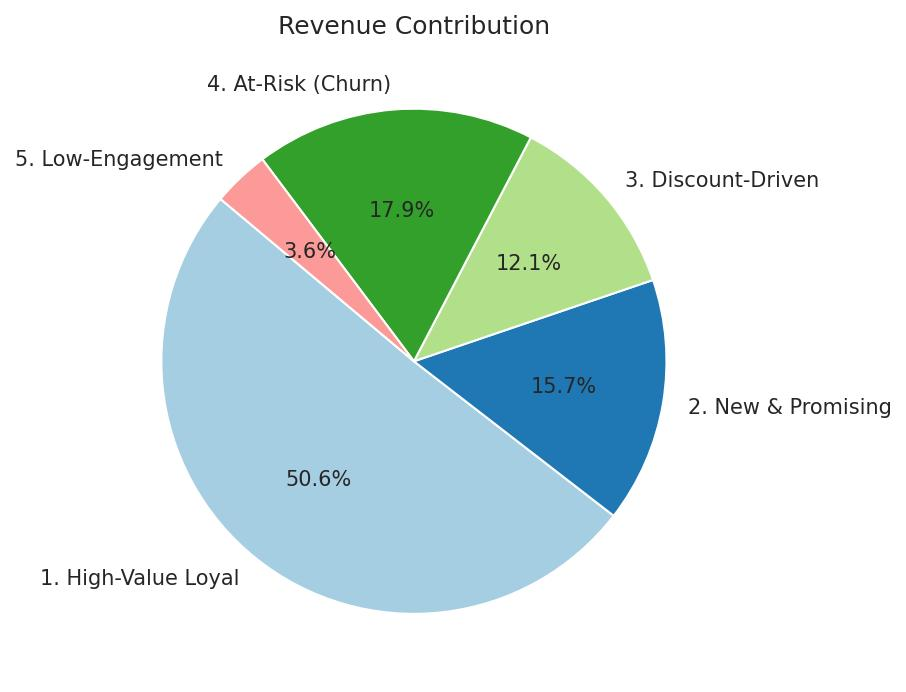 Revenue Contribution
4. At-Risk (Churn)
5. Low-Engagement
3. Discount-Driven
17.9%
3.6%
12.1%
15.7%
2. New & Promising
50.6%
1. High-Value Loyal